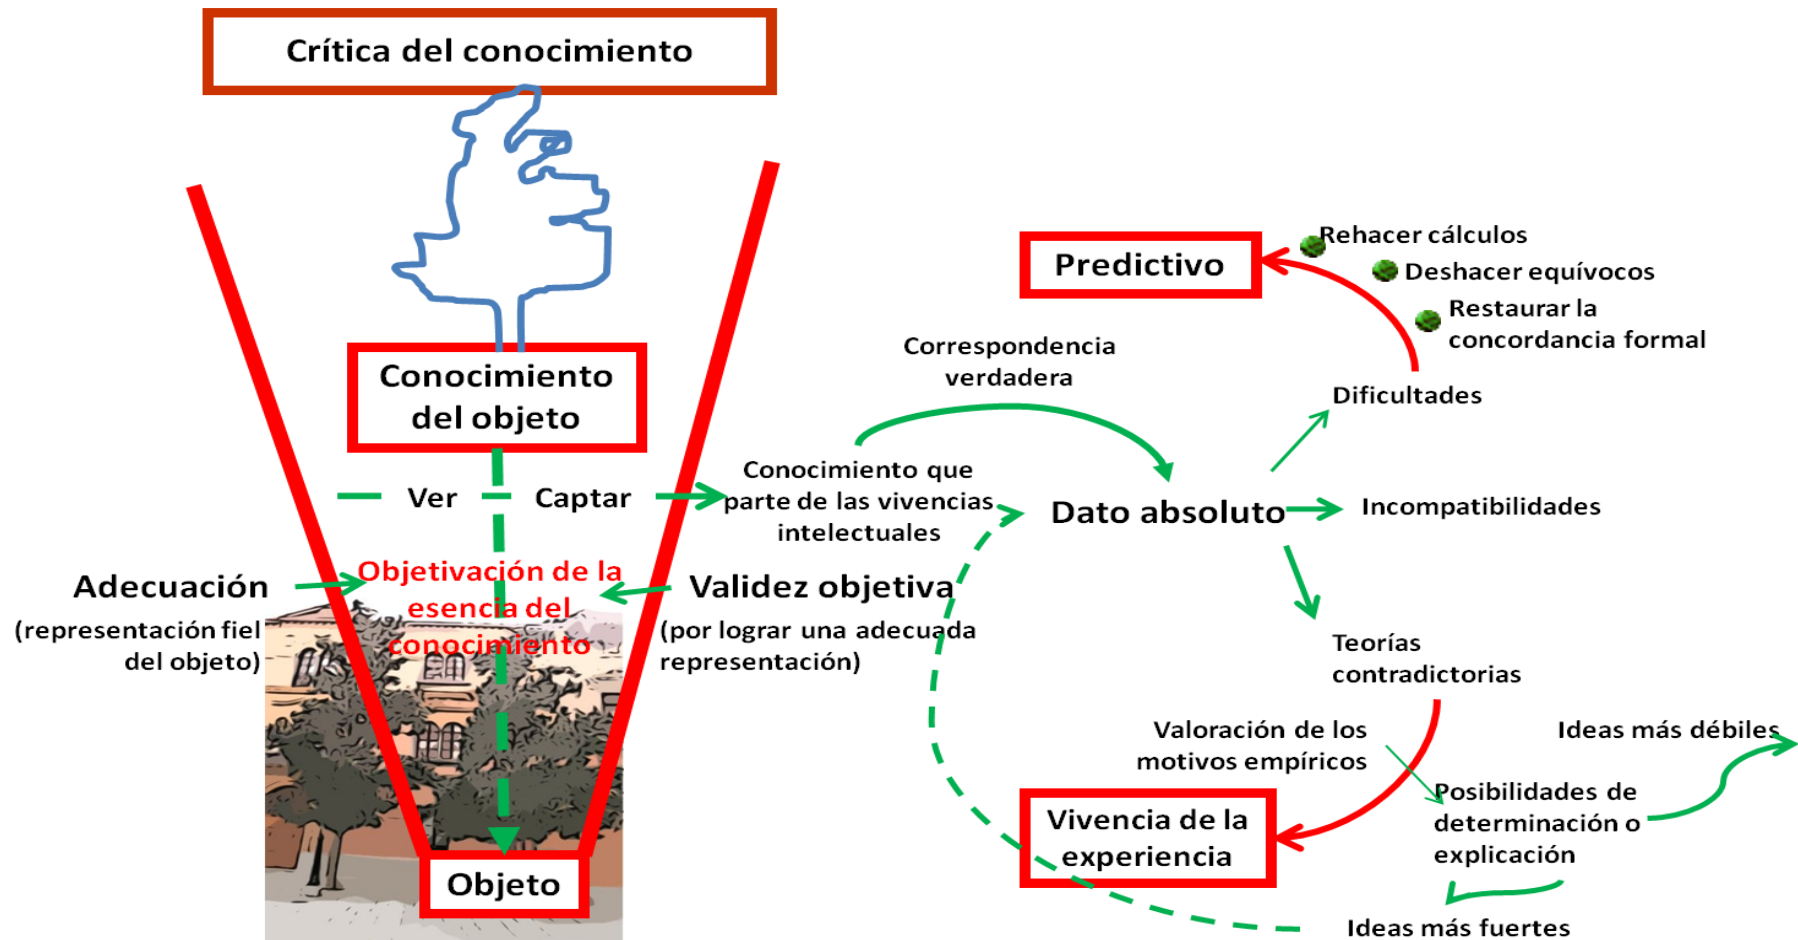 Crítica del conocimiento
Conocimiento
del objeto
Ver
Captar
Objetivación de la
esencia del
conocimiento
Adecuación
(representación fiel
del objeto)
Validez objetiva
(por lograr una adecuada
representación)
Objeto
Conocimiento que
parte de las vivencias
intelectuales
Correspondencia
verdadera
Dato absoluto
Predictivo
Rehacer cálculos
Deshacer equívocos
Restaurar la
concordancia formal
Dificultades
Incompatibilidades
Teorías
contradictorias
Valoración de los
motivos empíricos
Vivencia de la
experiencia
Ideas más débiles
Posibilidades de
determinación o
explicación
Ideas más fuertes